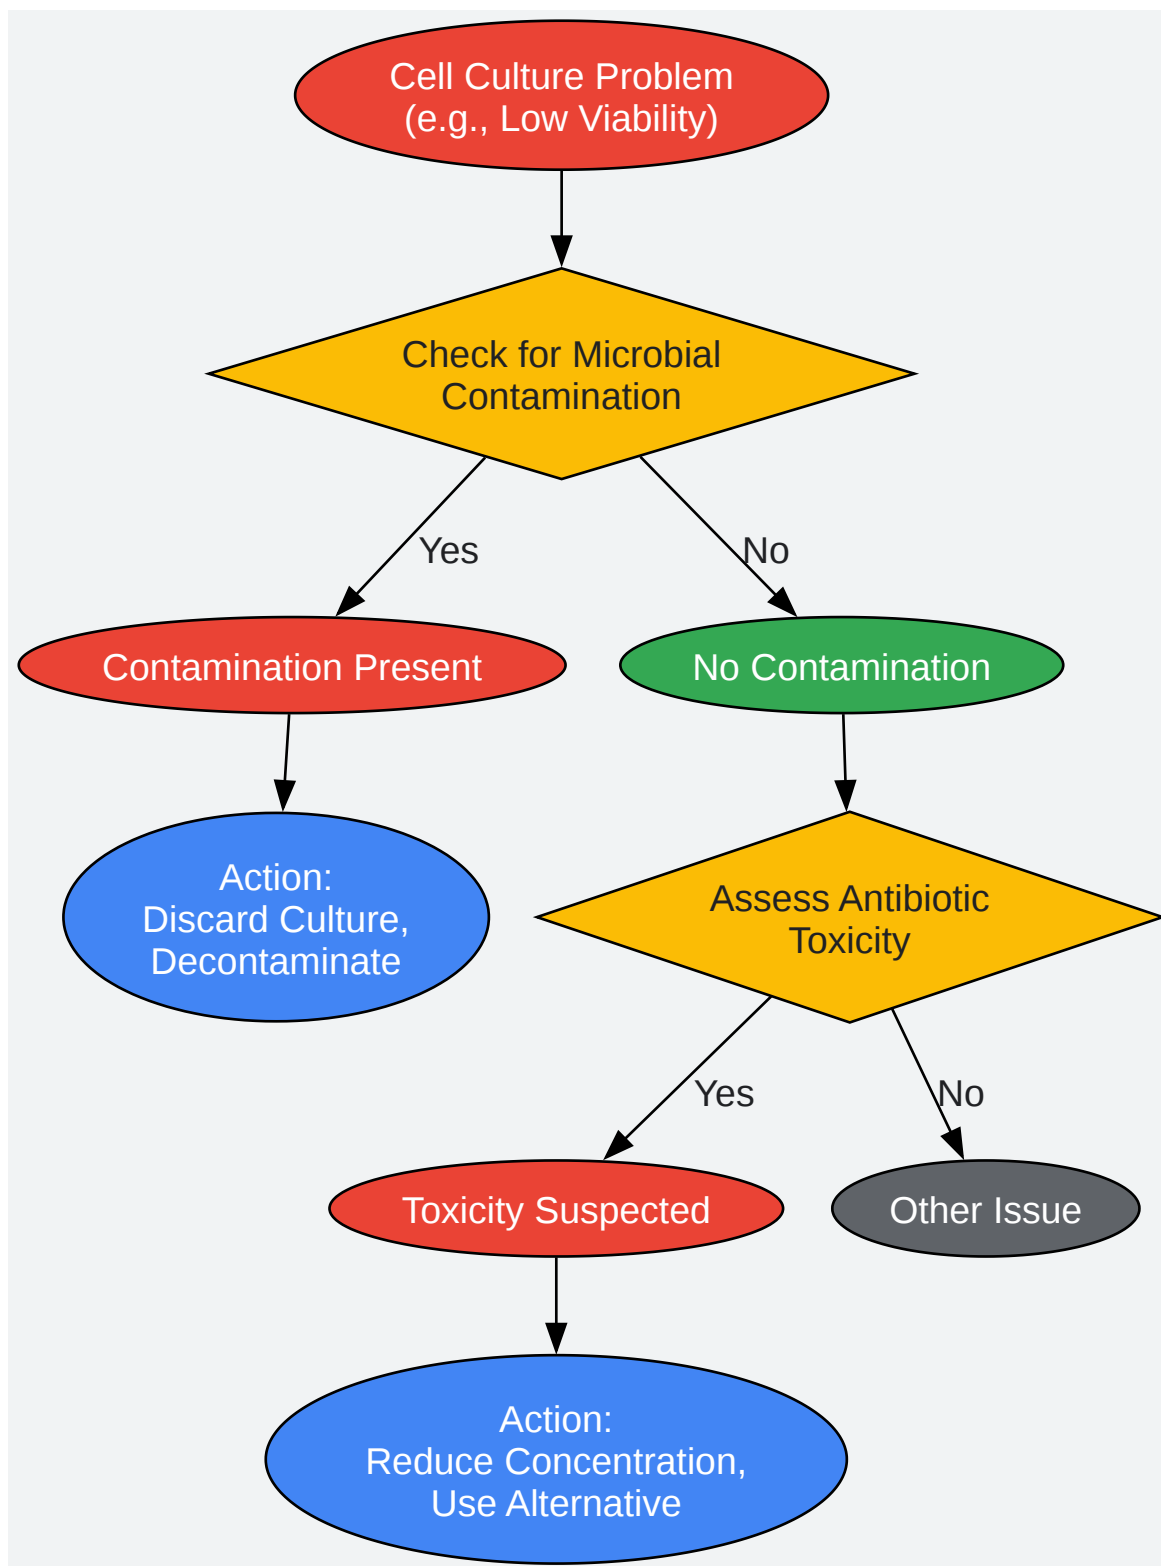 Cell Culture Problem
(e.g., Low Viability)
Check for Microbial
Contamination
Yes
No
Contamination Present
No Contamination
Action:
Discard Culture,
Decontaminate
Assess Antibiotic
Toxicity
Yes
No
Toxicity Suspected
Other Issue
Action:
Reduce Concentration,
Use Alternative